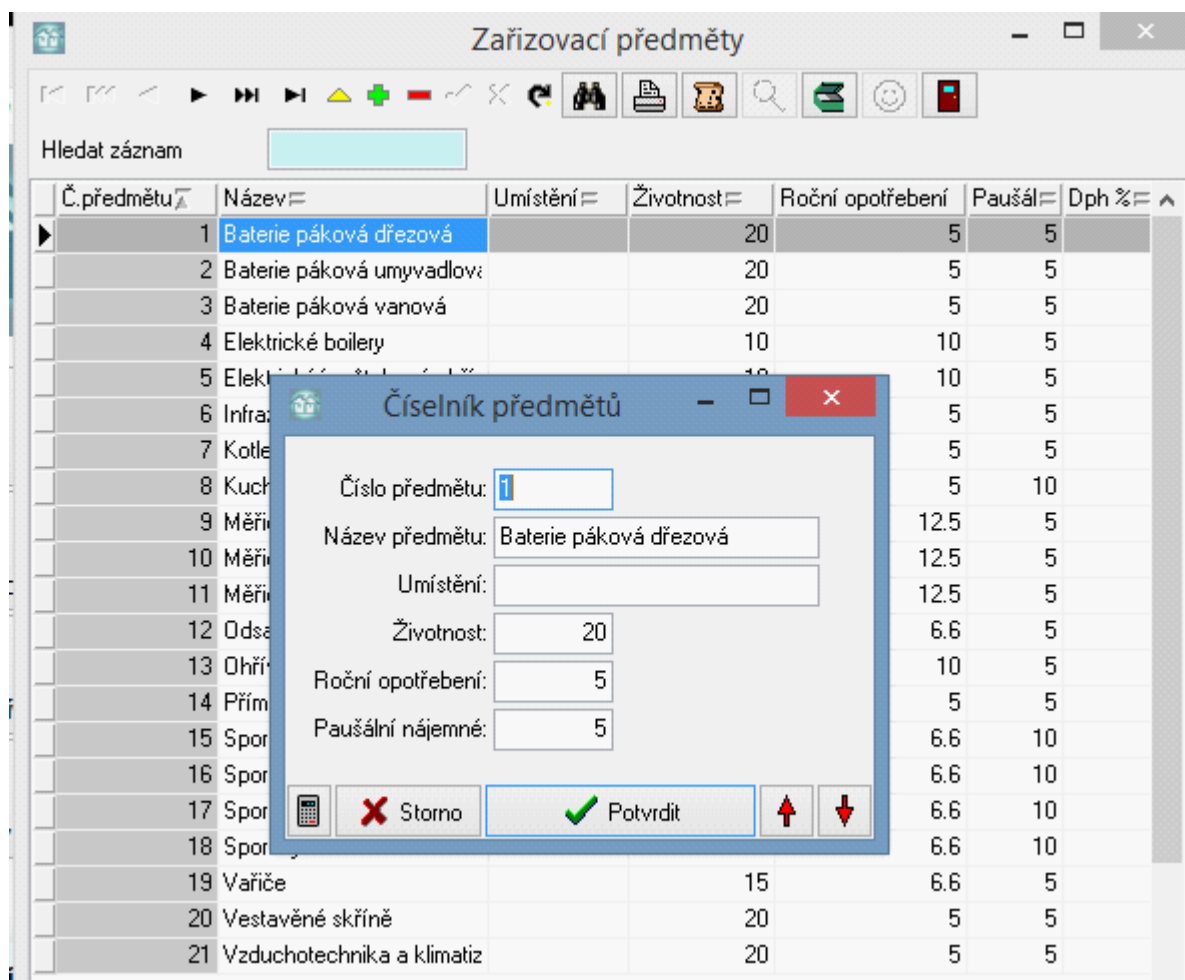 Zařizovací předměty
Hledat záznam
Č.předmětu Název Umístění Životnost Roční opotřebení Paušál Dph %
1 Baterie páková dřezová 20 5 5
2 Baterie páková umyvadlová 20 5 5
3 Baterie páková vanová 20 5 5
4 Elektrické boilery 10 10 5
5 10 5
6 5 5
7 Kotle 5 5
8 5 10
9 12.5 5
10 12.5 5
11 12.5 5
12 6.6 5
13 10 5
14 5 5
15 6.6 10
16 6.6 10
17 6.6 10
18 6.6 10
19 Vařiče 15 6.6 5
20 Vestavěné skříně 20 5 5
21 Vzduchotechnika a klimatiz 20 5 5
Číselník předmětů
Číslo předmětu: 1
Název předmětu: Baterie páková dřezová
Umístění:
Životnost: 20
Roční opotřebení: 5
Paušální nájemné: 5
Storno Potvrdit